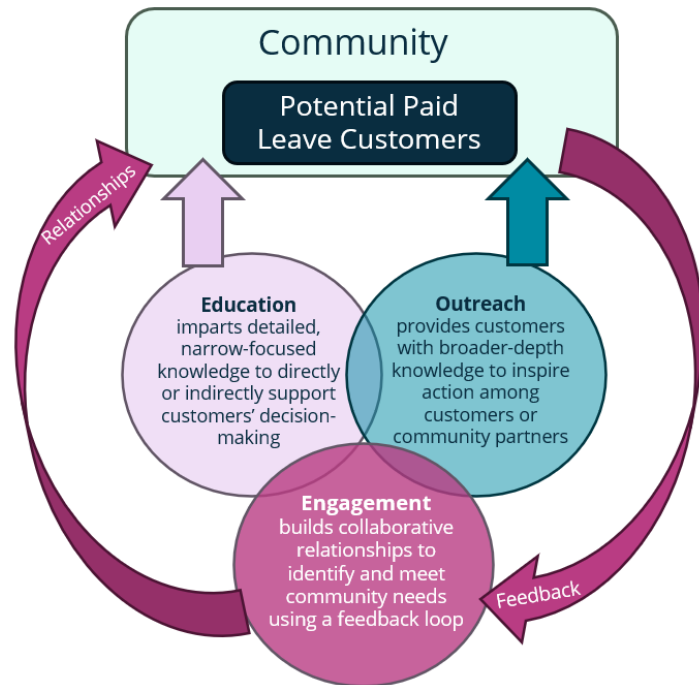 Community
Potential Paid
Leave Customers
Relationships
Education
imparts detailed,
narrow-focused
knowledge to directly
or indirectly support
customers’ decision-
making
Outreach
provides customers
with broader-depth
knowledge to inspire
action among
customers or
community partners
Engagement
builds collaborative
relationships to
identify and meet
community needs
using a feedback loop
Feedback